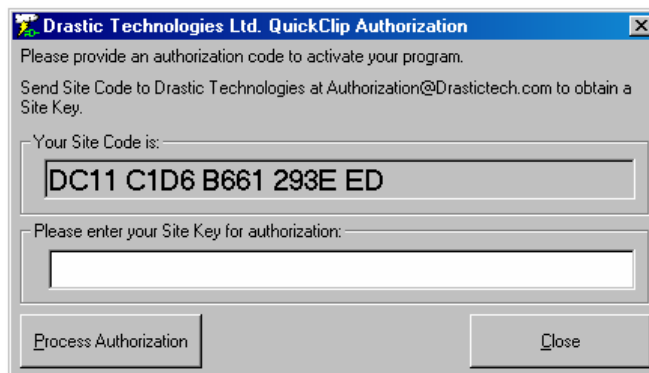 Drastic Technologies Ltd. QuickClip Authorization
Please provide an authorization code to activate your program.
Send Site Code to Drastic Technologies at Authorization@Drastictech.com to obtain a
Site Key.
Your Site Code is:
DC11 C1D6 B661 293E ED
Please enter your Site Key for authorization:
Process Authorization
Close